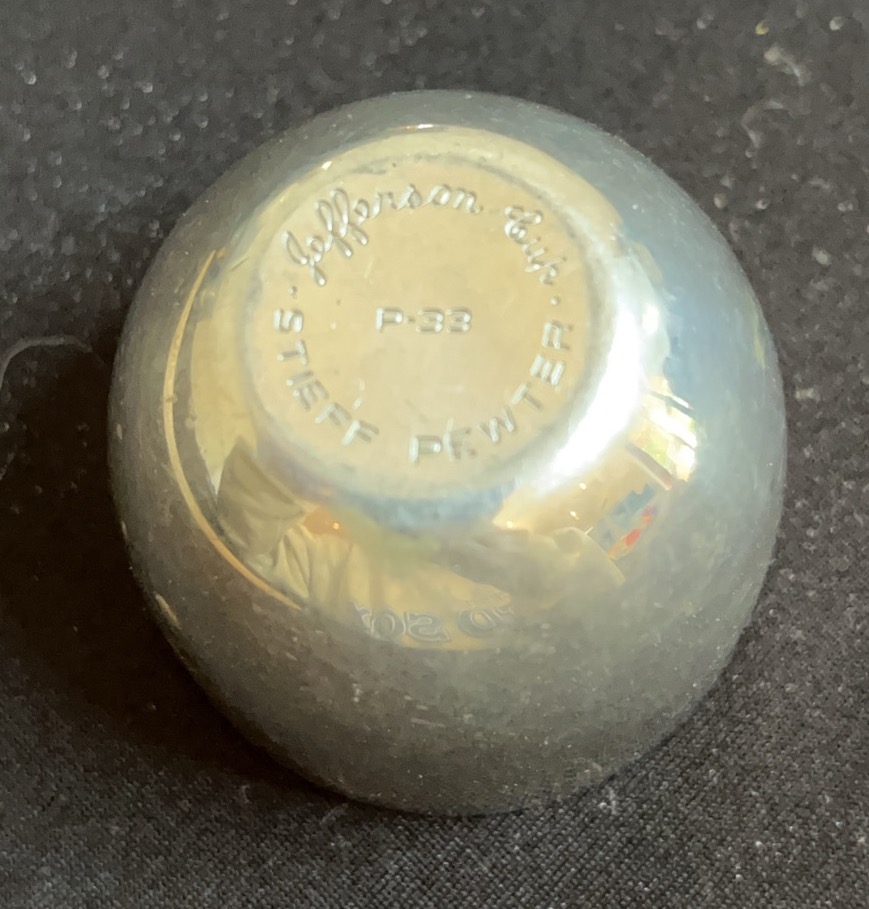 Jefferson Cup
P-33
STIEFF PEWTER